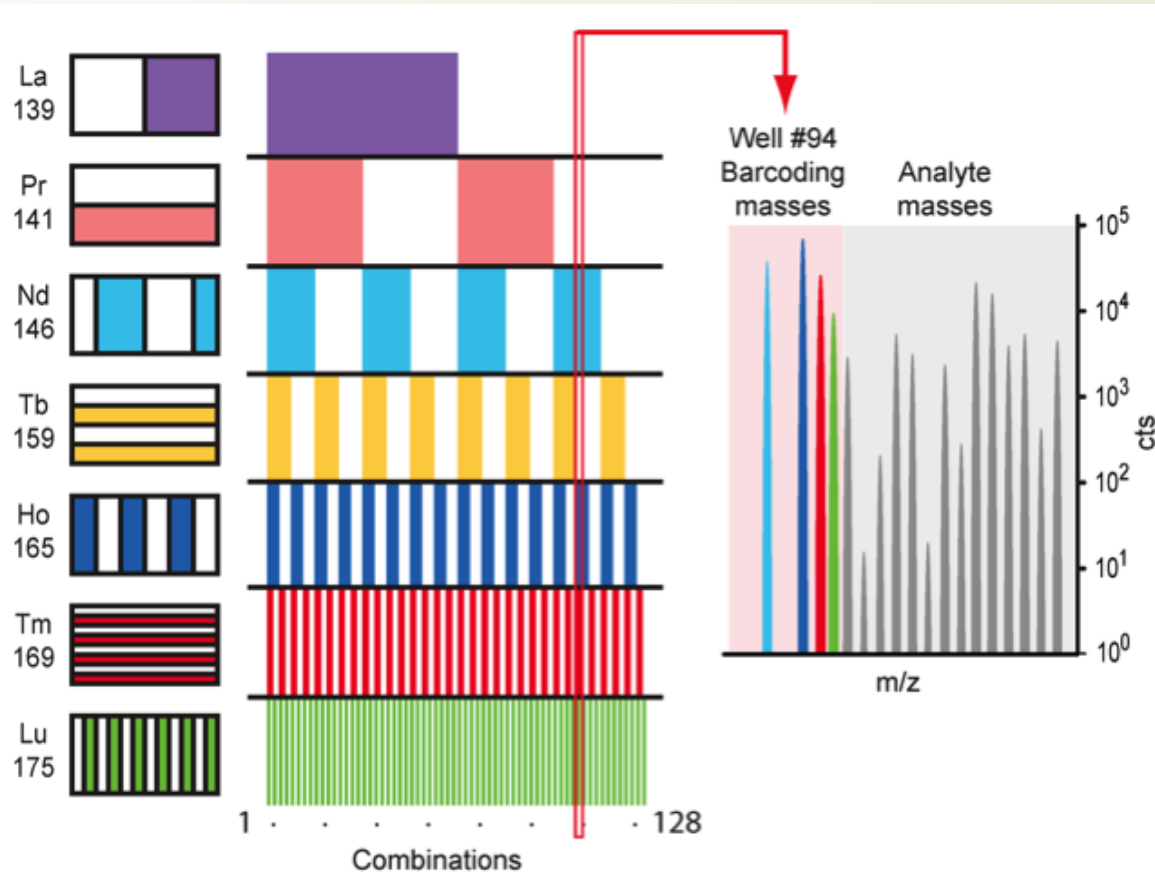 La
139
Pr
141
Nd
146
Tb
159
Ho
165
Tm
169
Lu
175
1 · · · · · · · · 128
Combinations
Well #94
Barcoding
masses
Analyte
masses
10^5
10^4
10^3
10^2
10^1
10^0
cts
m/z